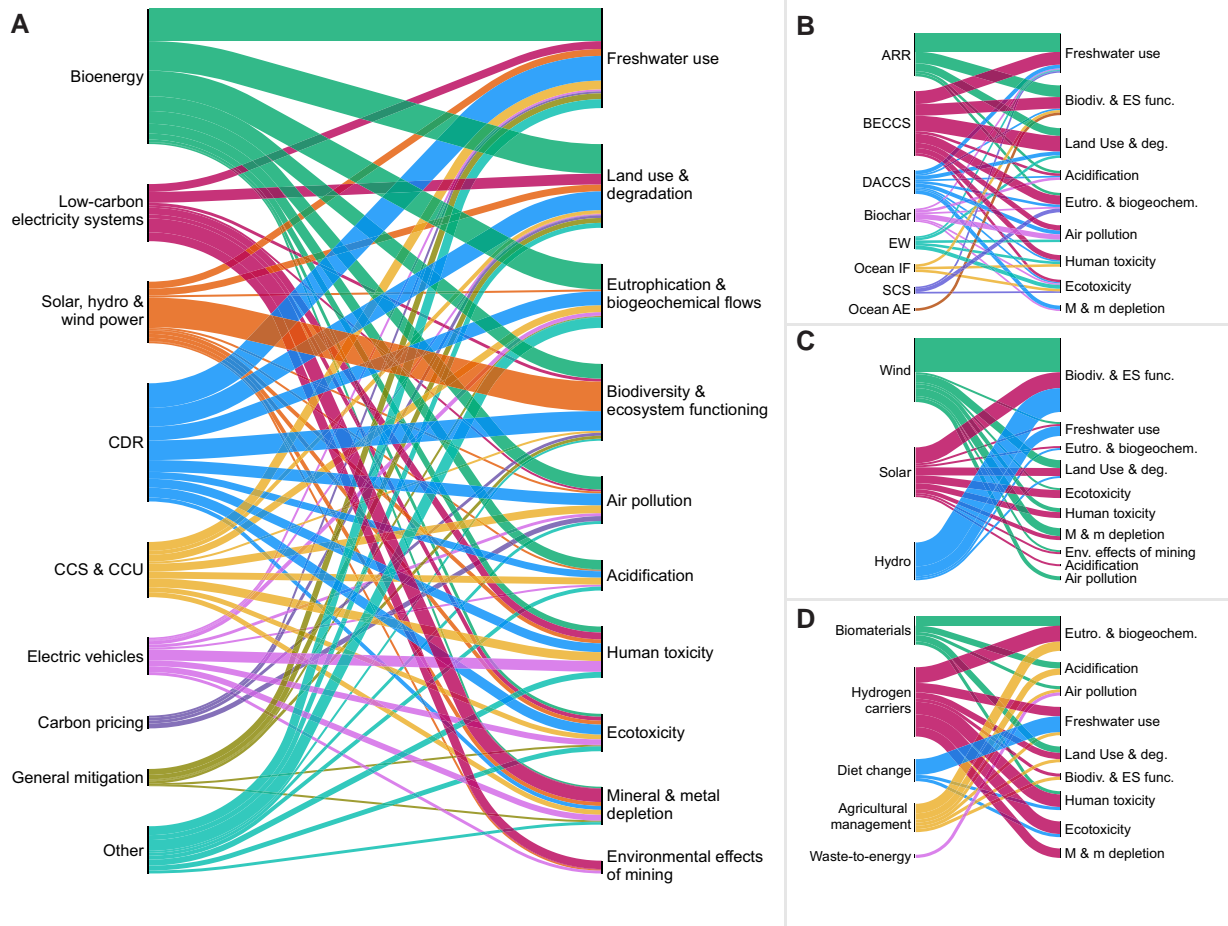 A
Bioenergy
Low-carbon
electricity systems
Solar, hydro &
wind power
CDR
CCS & CCU
Electric vehicles
Carbon pricing
General mitigation
Other
Freshwater use
Land use &
degradation
Eutrophication &
biogeochemical flows
Biodiversity &
ecosystem functioning
Air pollution
Acidification
Human toxicity
Ecotoxicity
Mineral & metal
depletion
Environmental effects
of mining
B
ARR
BECCS
DACCS
Biochar
EW
Ocean IF
SCS
Ocean AE
Freshwater use
Biodiv. & ES func.
Land Use & deg.
Acidification
Eutro. & biogeochem.
Air pollution
Human toxicity
Ecotoxicity
M & m depletion
C
Wind
Solar
Hydro
Biodiv. & ES func.
Freshwater use
Eutro. & biogeochem.
Land Use & deg.
Ecotoxicity
Human toxicity
M & m depletion
Env. effects of mining
Acidification
Air pollution
D
Biomaterials
Hydrogen
carriers
Diet change
Agricultural
management
Waste-to-energy
Eutro. & biogeochem.
Acidification
Air pollution
Freshwater use
Land Use & deg.
Biodiv. & ES func.
Human toxicity
Ecotoxicity
M & m depletion